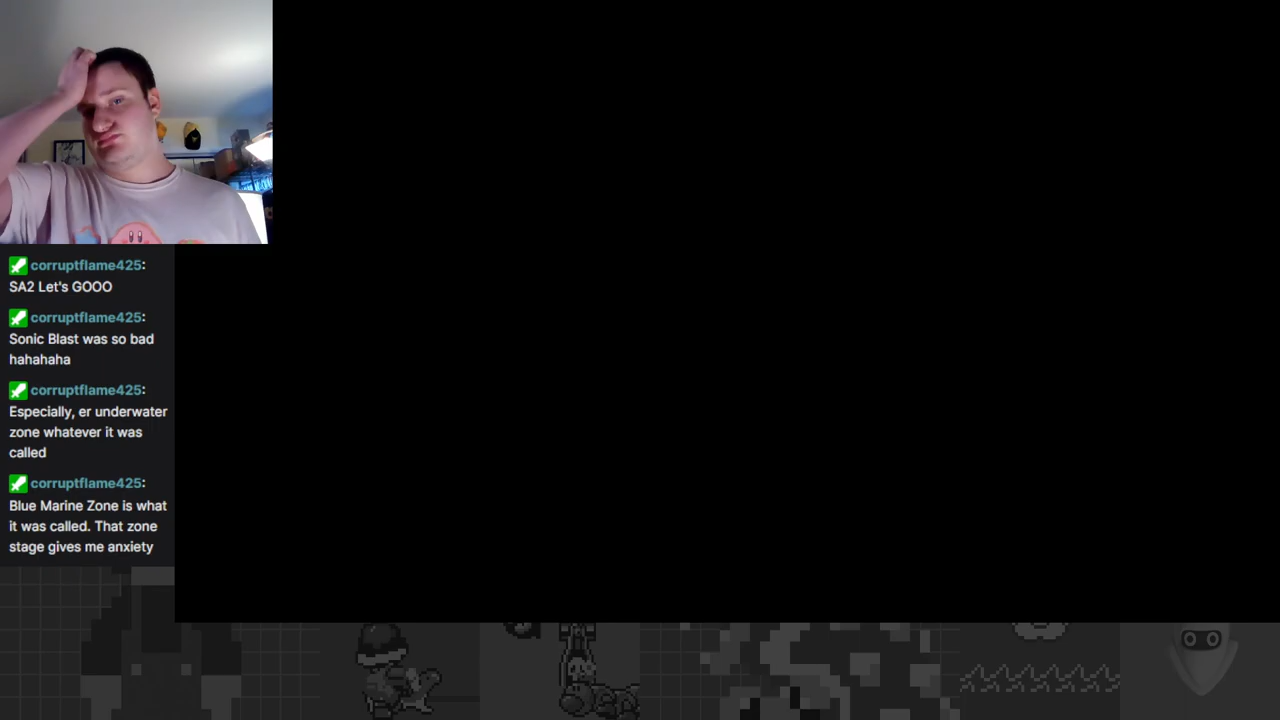 corruptflame425:
SA2 Let's GOOO
corruptflame425:
Sonic Blast was so bad
hahahaha
corruptflame425:
Especially, er underwater
zone whatever it was
called
corruptflame425:
Blue Marine Zone is what
it was called. That zone
stage gives me anxiety